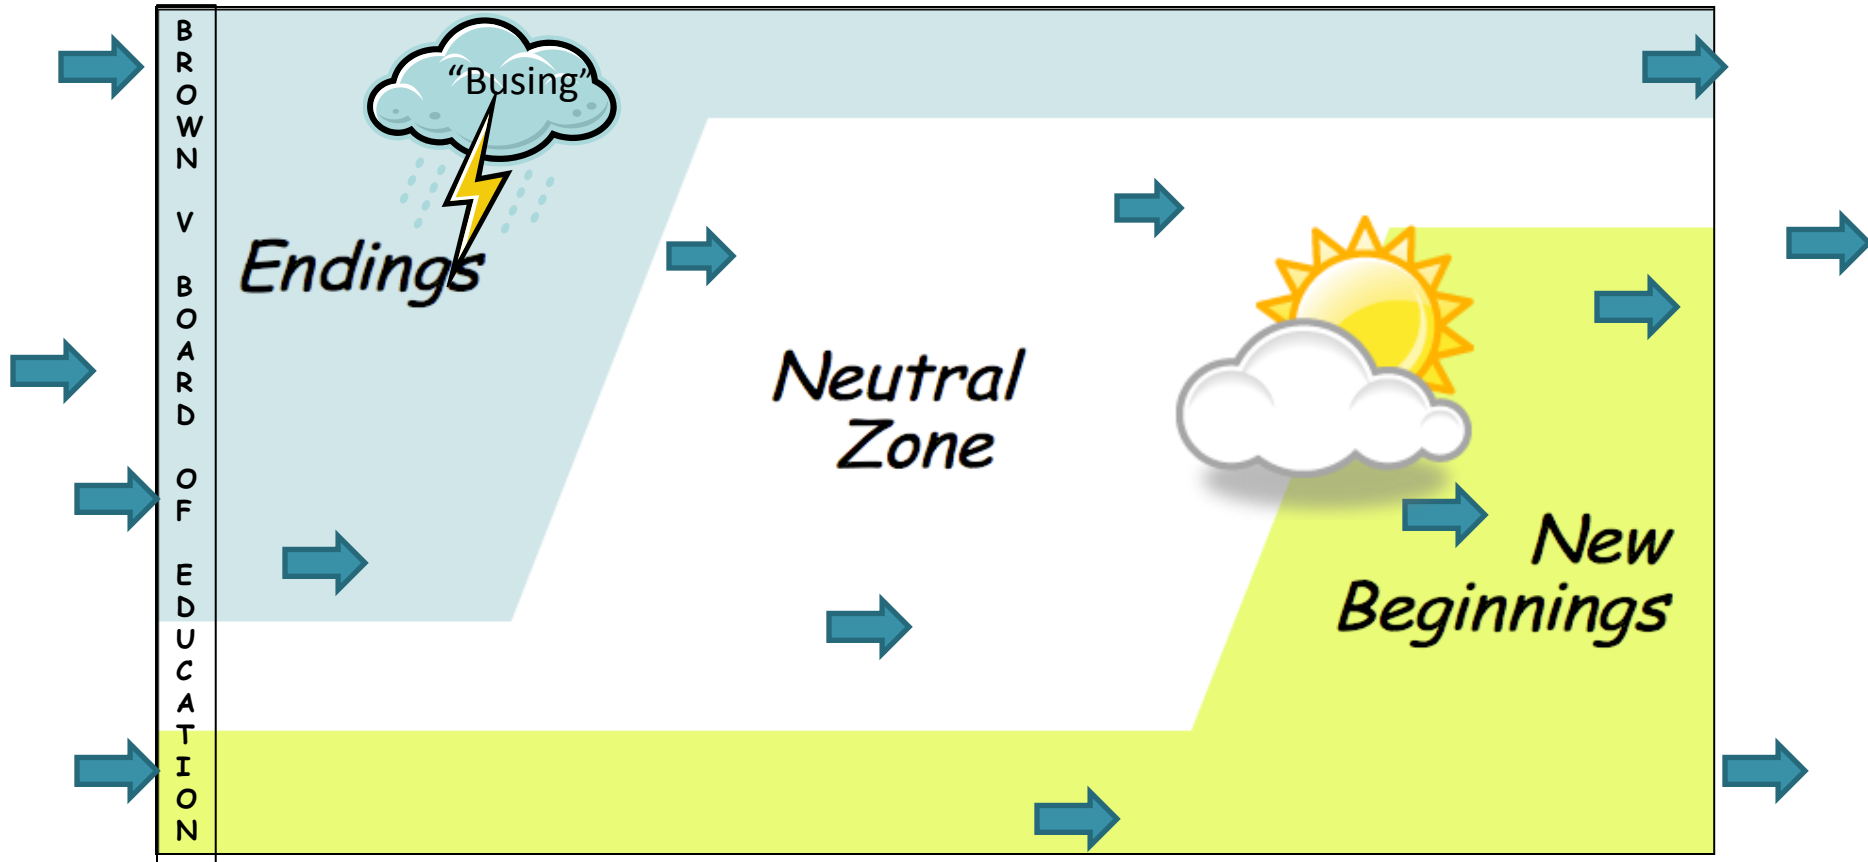 BROWN V BOARD OF EDUCATION
“Busing”
Endings
Neutral
Zone
New
Beginnings